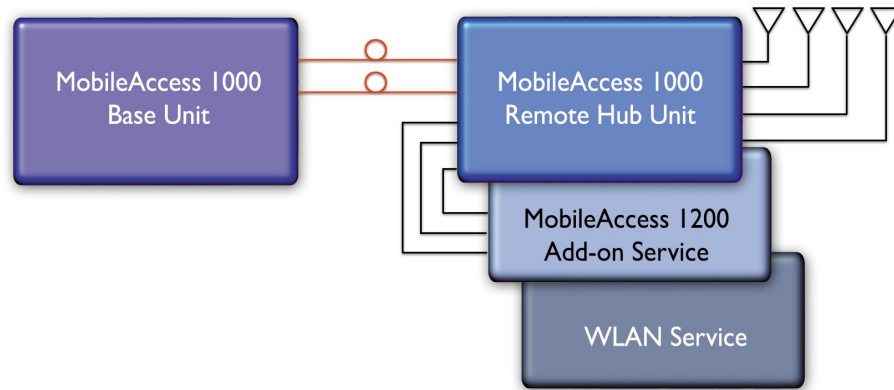 MobileAccess 1000
Base Unit
MobileAccess 1000
Remote Hub Unit
MobileAccess 1200
Add-on Service
WLAN Service